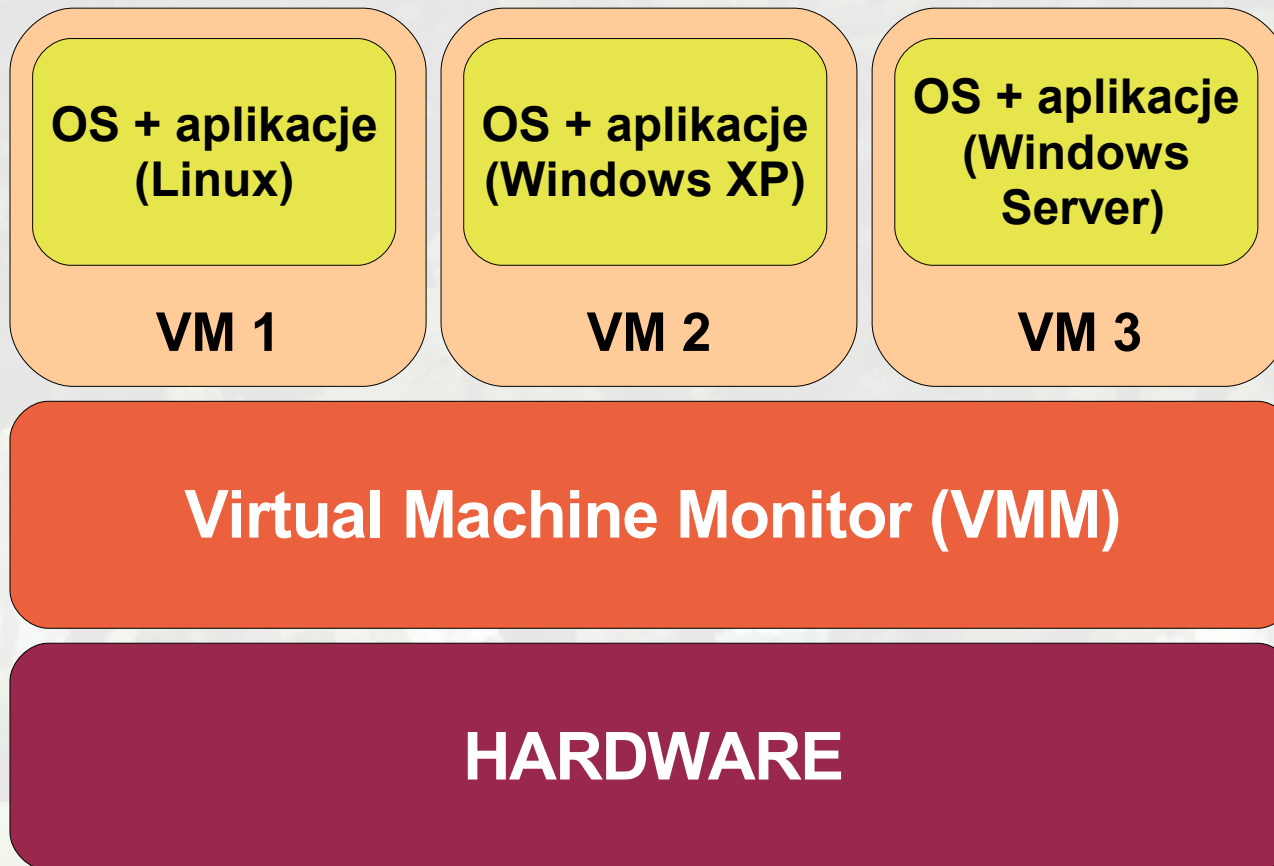 OS + aplikacje
(Linux)
VM 1
OS + aplikacje
(Windows XP)
VM 2
OS + aplikacje
(Windows
Server)
VM 3
Virtual Machine Monitor (VMM)
HARDWARE